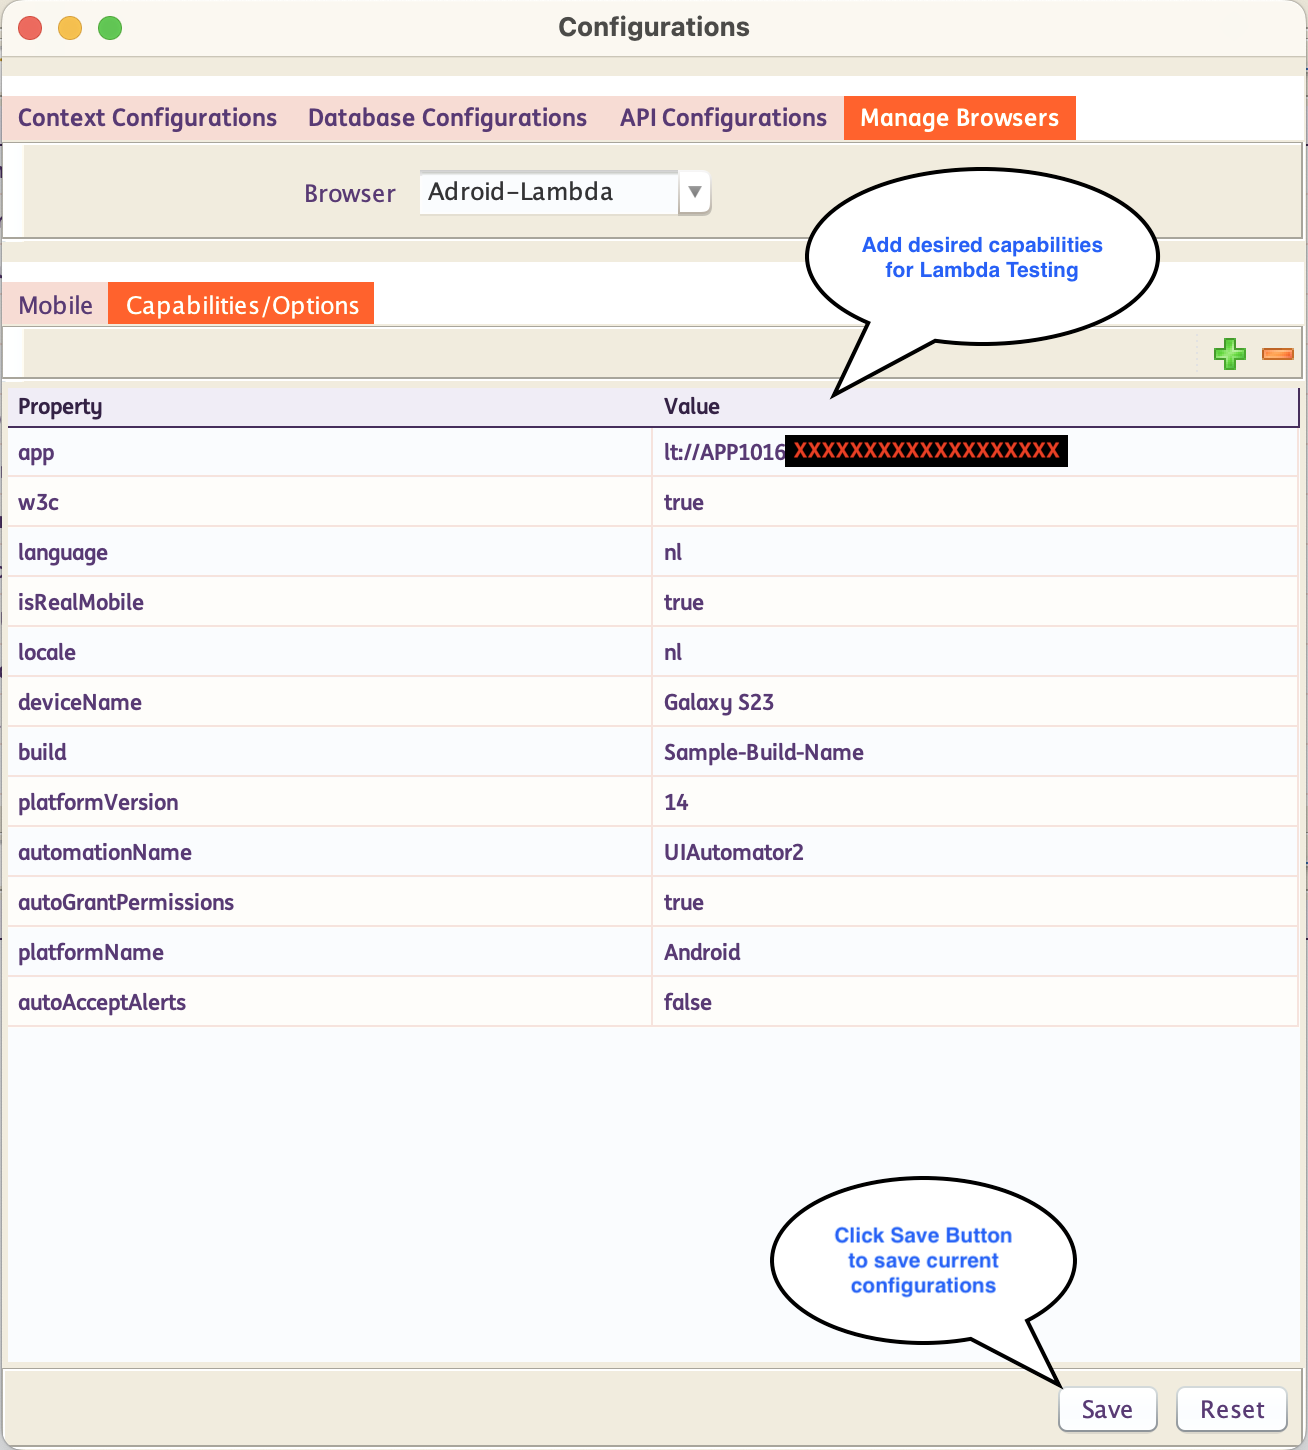 Configurations
Context Configurations Database Configurations API Configurations Manage Browsers
Browser Adroid-Lambda
Add desired capabilities
for Lambda Testing
Mobile Capabilities/Options
Property Value
app lt://APP1016 XXXXXXXXXXXXXXXXXXX
w3c true
language nl
isRealMobile true
locale nl
deviceName Galaxy S23
build Sample-Build-Name
platformVersion 14
automationName UIAutomator2
autoGrantPermissions true
platformName Android
autoAcceptAlerts false
Click Save Button
to save current
configurations
Save Reset